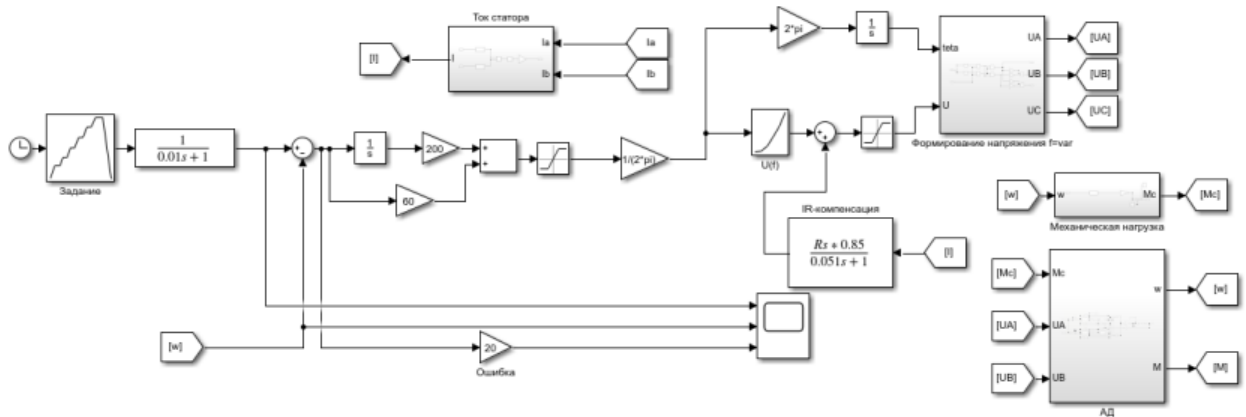 Ток статора
[I]
I
Ia
Ib
Ia
Ib
2*pi
1
s
teta
U
UA
UB
UC
[UA]
[UB]
[UC]
Формирование напряжения f=var
Задание
1
0.01s + 1
+
−
1
s
200
60
+
+
1/(2*pi)
U(f)
+
+
IR-компенсация
Rs * 0.85
0.051s + 1
[I]
[w]
w
Mc
[Mc]
Механическая нагрузка
[w]
20
Ошибка
[Mc]
[UA]
[UB]
Mc
UA
UB
w
M
[w]
[M]
АД